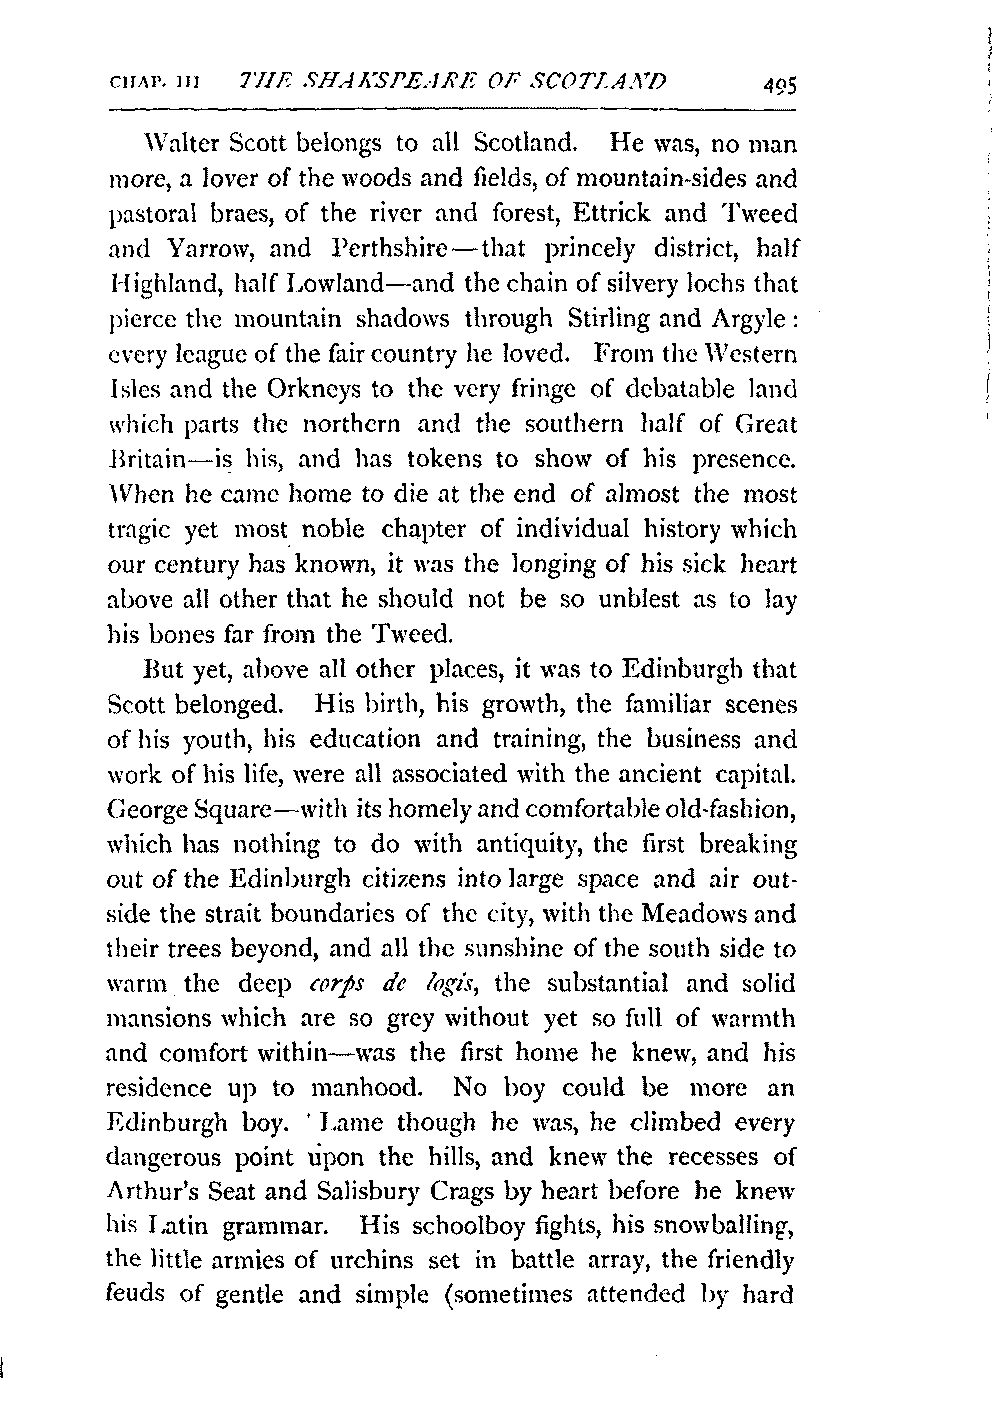 CHAP. III THE SHAKSPEARE OF SCOTLAND 495
Walter Scott belongs to all Scotland. He was, no man
more, a lover of the woods and fields, of mountain-sides and
pastoral braes, of the river and forest, Ettrick and Tweed
and Yarrow, and Perthshire—that princely district, half
Highland, half Lowland—and the chain of silvery lochs that
pierce the mountain shadows through Stirling and Argyle:
every league of the fair country he loved. From the Western
Isles and the Orkneys to the very fringe of debatable land
which parts the northern and the southern half of Great
Britain—is his, and has tokens to show of his presence.
When he came home to die at the end of almost the most
tragic yet most noble chapter of individual history which
our century has known, it was the longing of his sick heart
above all other that he should not be so unblest as to lay
his bones far from the Tweed.
But yet, above all other places, it was to Edinburgh that
Scott belonged. His birth, his growth, the familiar scenes
of his youth, his education and training, the business and
work of his life, were all associated with the ancient capital.
George Square—with its homely and comfortable old-fashion,
which has nothing to do with antiquity, the first breaking
out of the Edinburgh citizens into large space and air out-
side the strait boundaries of the city, with the Meadows and
their trees beyond, and all the sunshine of the south side to
warm the deep corps de logis, the substantial and solid
mansions which are so grey without yet so full of warmth
and comfort within—was the first home he knew, and his
residence up to manhood. No boy could be more an
Edinburgh boy. Lame though he was, he climbed every
dangerous point upon the hills, and knew the recesses of
Arthur's Seat and Salisbury Crags by heart before he knew
his Latin grammar. His schoolboy fights, his snowballing,
the little armies of urchins set in battle array, the friendly
feuds of gentle and simple (sometimes attended by hard